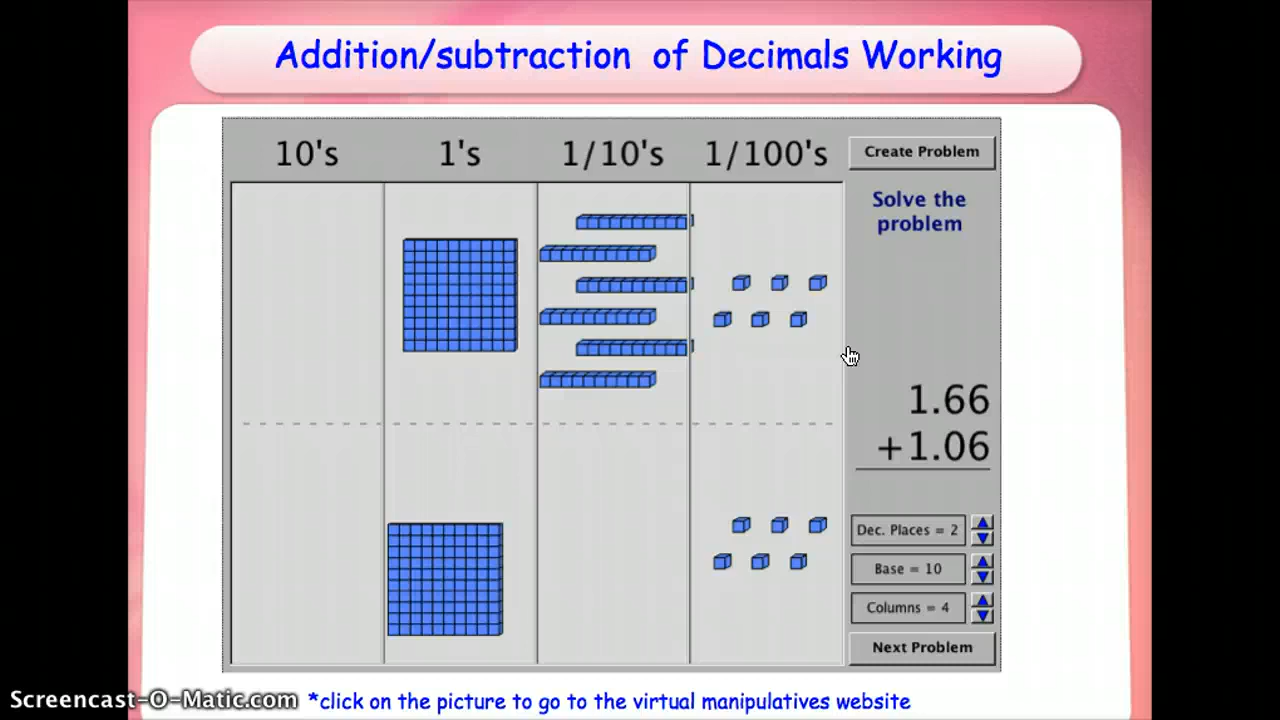 Addition/subtraction of Decimals Working
10's 1's 1/10's 1/100's
Create Problem
Solve the
problem
1.66
+1.06
Dec. Places = 2
Base = 10
Columns = 4
Next Problem
Screencast-O-Matic.com
*click on the picture to go to the virtual manipulatives website